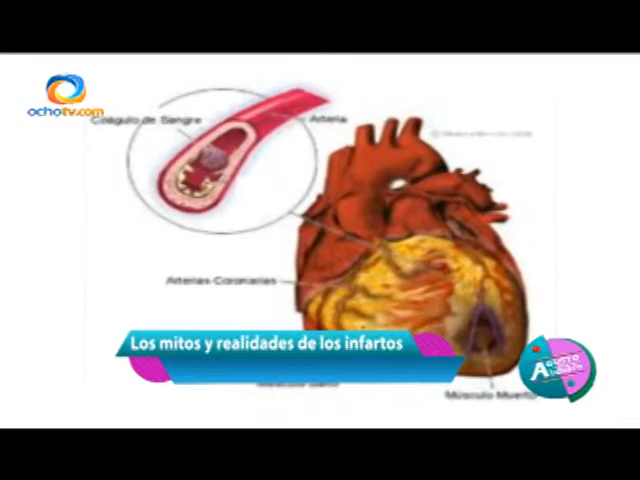 ochotv.com
Coágulo de Sangre
Arteria
Arterias Coronarias
Los mitos y realidades de los infartos
Músculo Muerto